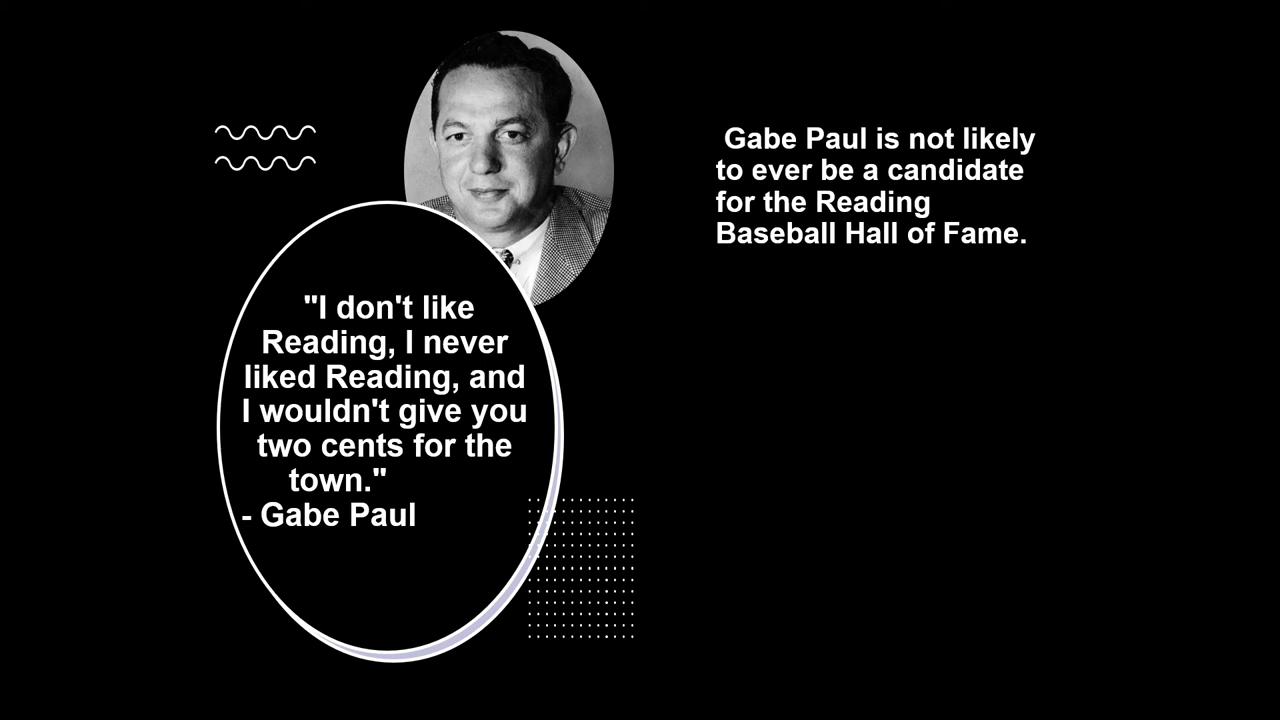 "I don't like
Reading, I never
liked Reading, and
I wouldn't give you
two cents for the
town."
- Gabe Paul
Gabe Paul is not likely
to ever be a candidate
for the Reading
Baseball Hall of Fame.